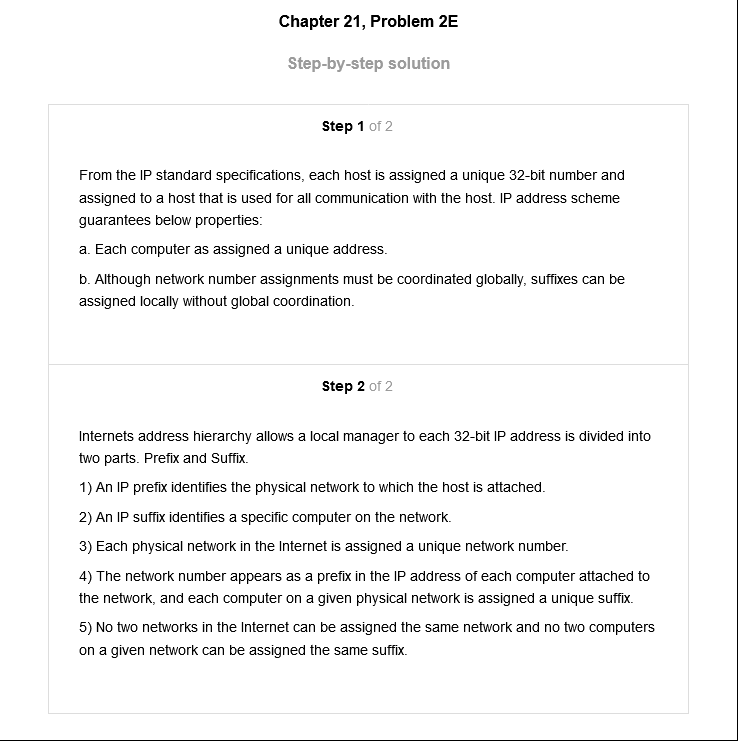 Chapter 21, Problem 2E
Step-by-step solution
Step 1 of 2
From the IP standard specifications, each host is assigned a unique 32-bit number and
assigned to a host that is used for all communication with the host. IP address scheme
guarantees below properties:
a. Each computer as assigned a unique address.
b. Although network number assignments must be coordinated globally, suffixes can be
assigned locally without global coordination.
Step 2 of 2
Internets address hierarchy allows a local manager to each 32-bit IP address is divided into
two parts. Prefix and Suffix.
1) An IP prefix identifies the physical network to which the host is attached.
2) An IP suffix identifies a specific computer on the network.
3) Each physical network in the Internet is assigned a unique network number.
4) The network number appears as a prefix in the IP address of each computer attached to
the network, and each computer on a given physical network is assigned a unique suffix.
5) No two networks in the Internet can be assigned the same network and no two computers
on a given network can be assigned the same suffix.